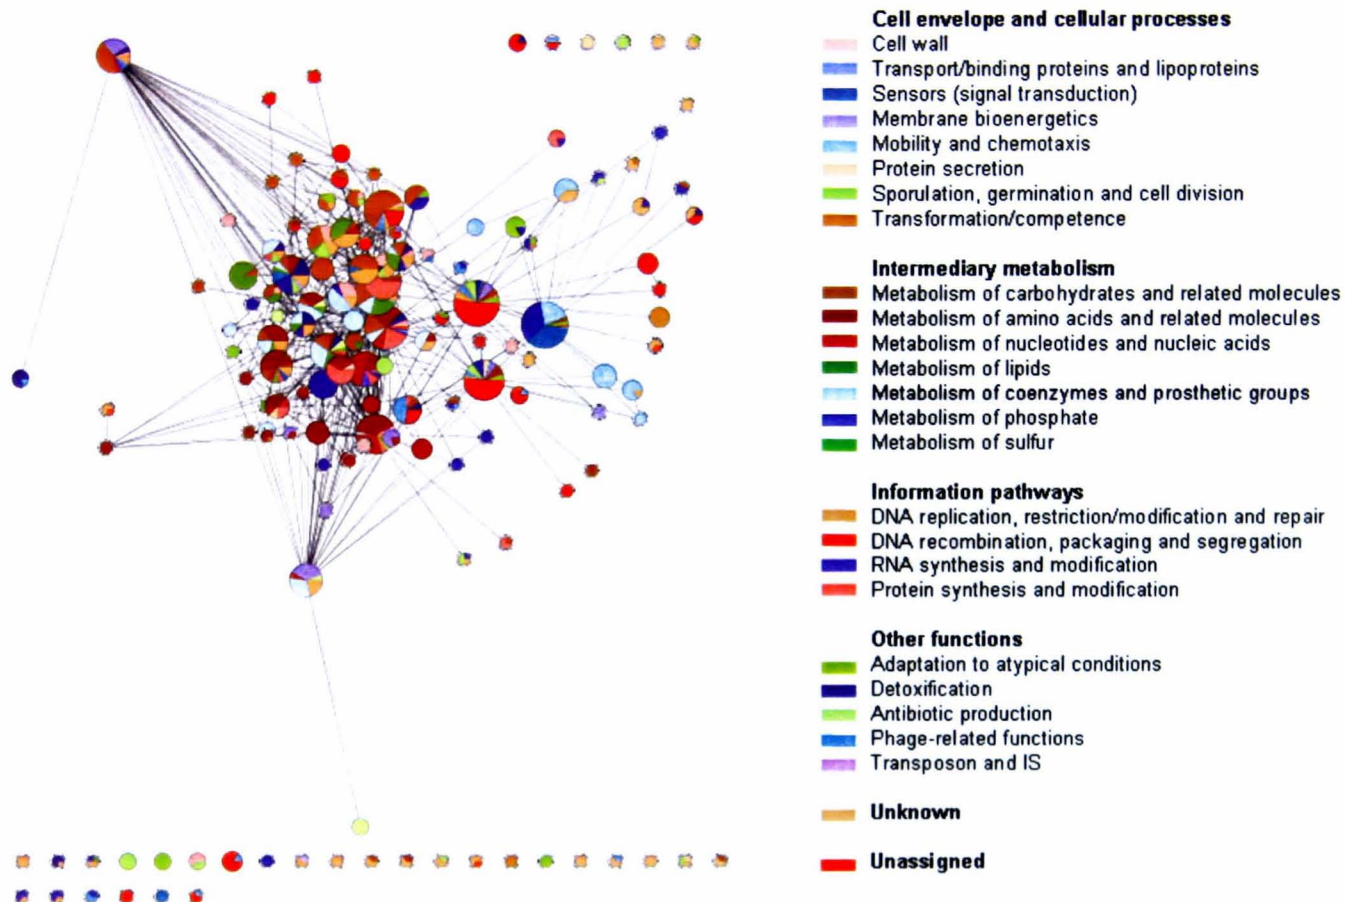 Cell envelope and cellular processes
Cell wall
Transport/binding proteins and lipoproteins
Sensors (signal transduction)
Membrane bioenergetics
Mobility and chemotaxis
Protein secretion
Sporulation, germination and cell division
Transformation/competence
Intermediary metabolism
Metabolism of carbohydrates and related molecules
Metabolism of amino acids and related molecules
Metabolism of nucleotides and nucleic acids
Metabolism of lipids
Metabolism of coenzymes and prosthetic groups
Metabolism of phosphate
Metabolism of sulfur
Information pathways
DNA replication, restriction/modification and repair
DNA recombination, packaging and segregation
RNA synthesis and modification
Protein synthesis and modification
Other functions
Adaptation to atypical conditions
Detoxification
Antibiotic production
Phage-related functions
Transposon and IS
Unknown
Unassigned